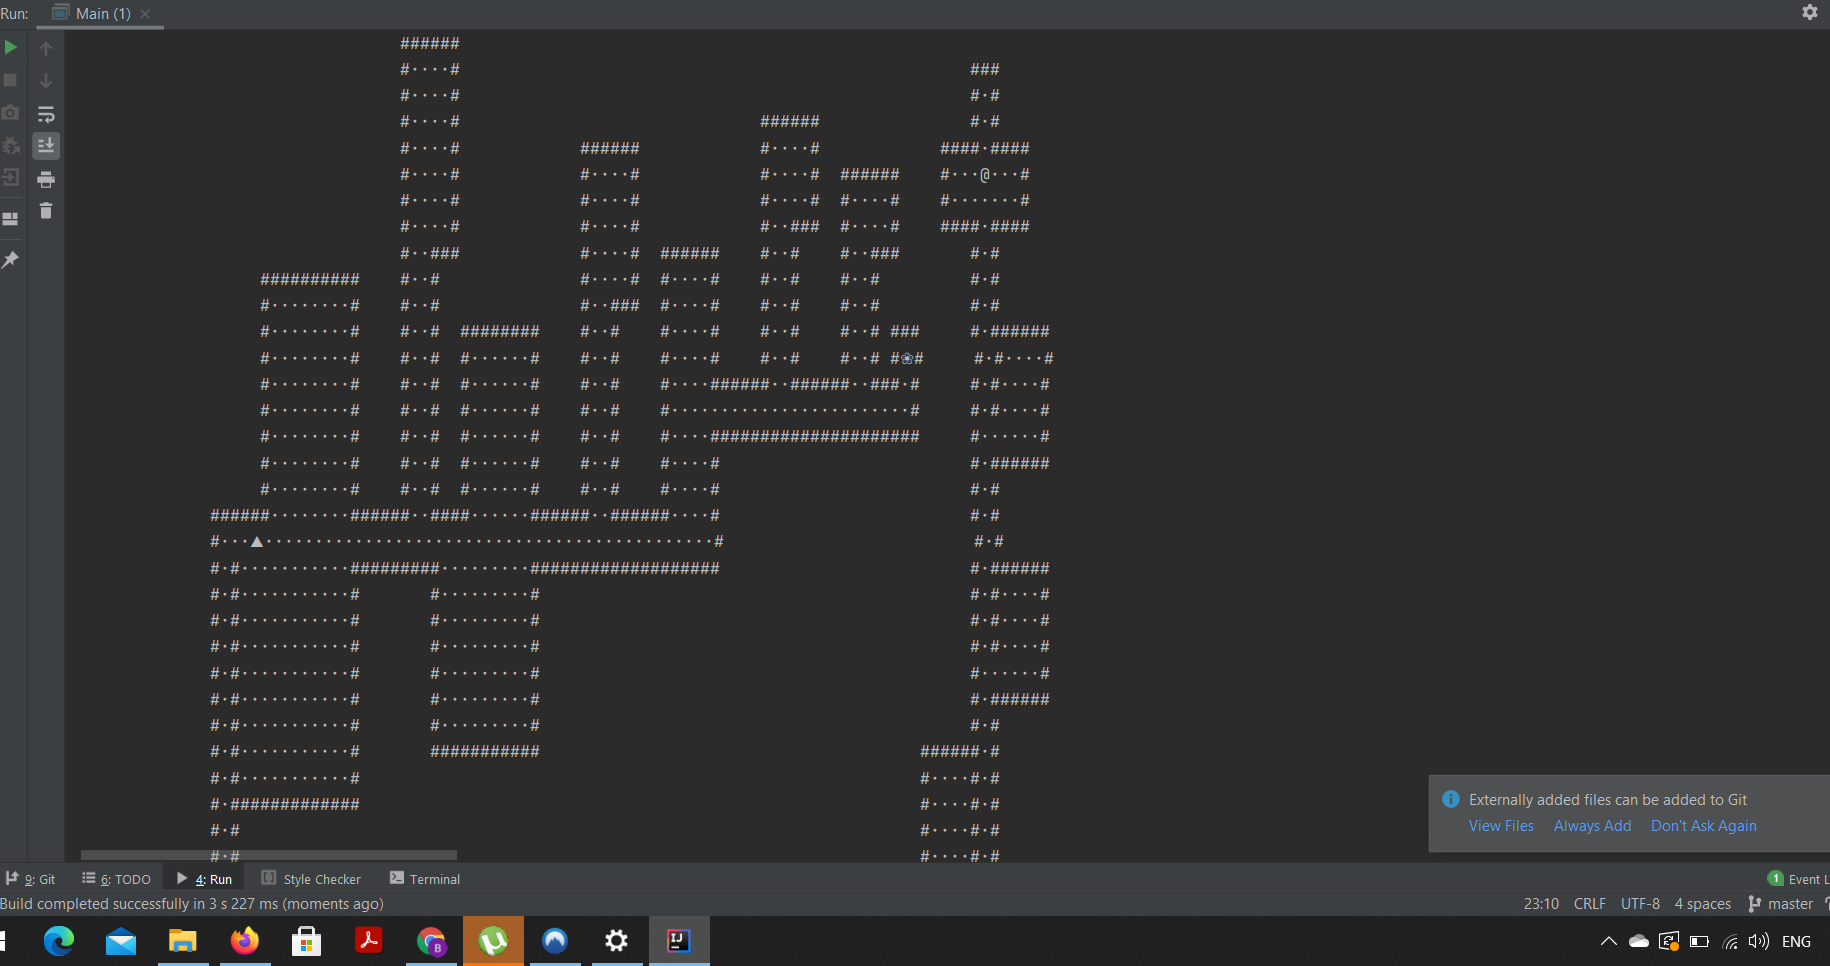 Run: Main (1)
######
#····# ###
#····# #·#
#····# ###### #·#
#····# ###### #····# ####·####
#····# #····# #····# ###### #···@···#
#····# #····# #····# #····# #·······#
#····# #····# #··### #····# ####·####
#··### #····# ###### #··# #··### #·#
########## #··# #····# #····# #··# #··# #·#
#········# #··# #··### #····# #··# #··# #·#
#········# #··# ######## #··# #····# #··# #··# ### #·######
#········# #··# #······# #··# #····# #··# #··# #❀# #·#····#
#········# #··# #······# #··# #····######··######··###·# #·#····#
#········# #··# #······# #··# #························# #·#····#
#········# #··# #······# #··# #····##################### #······#
#········# #··# #······# #··# #····# #·######
#········# #··# #······# #··# #····# #·#
######········######··####······######··######····# #·#
#···▲·············································# #·#
#·#···········#########·········################### #·######
#·#···········# #·········# #·#····#
#·#···········# #·········# #·#····#
#·#···········# #·········# #·#····#
#·#···········# #·········# #······#
#·#···········# #·········# #·######
#·#···········# #·········# #·#
#·#···········# ########### ######·#
#·#···········# #····#·#
#·############# #····#·#
#·# #····#·#
#·# #····#·#
Externally added files can be added to Git
View Files Always Add Don't Ask Again
9: Git 6: TODO 4: Run Style Checker Terminal 1 Event L
Build completed successfully in 3 s 227 ms (moments ago) 23:10 CRLF UTF-8 4 spaces master
ENG